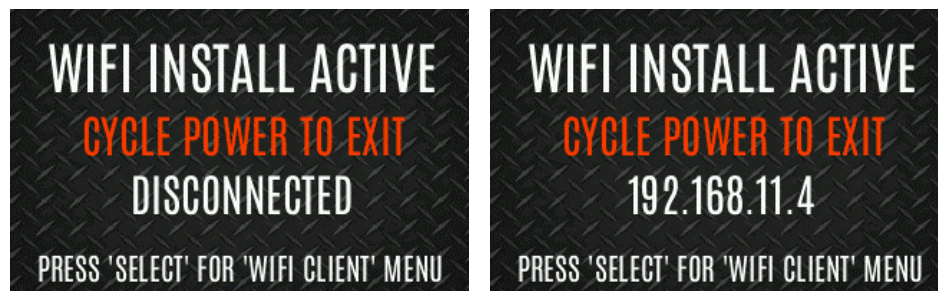 WIFI INSTALL ACTIVE
CYCLE POWER TO EXIT
DISCONNECTED
PRESS 'SELECT' FOR 'WIFI CLIENT' MENU
WIFI INSTALL ACTIVE
CYCLE POWER TO EXIT
192.168.11.4
PRESS 'SELECT' FOR 'WIFI CLIENT' MENU